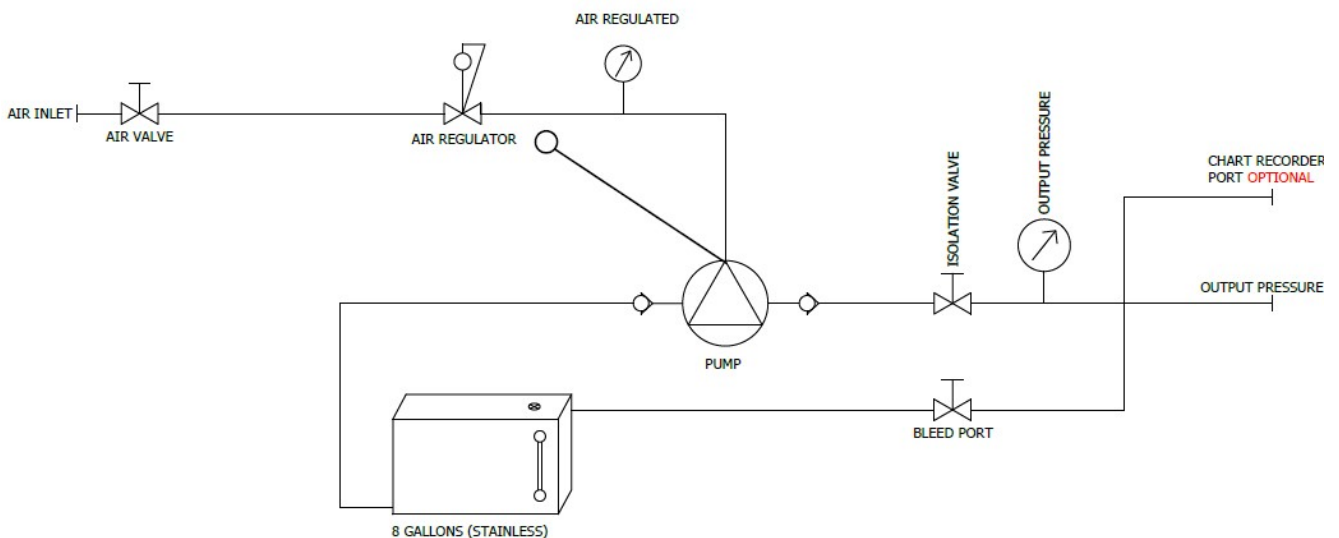 AIR REGULATED
AIR INLET
AIR VALVE
AIR REGULATOR
ISOLATION VALVE
OUTPUT PRESSURE
CHART RECORDER
PORT OPTIONAL
OUTPUT PRESSURE
PUMP
BLEED PORT
8 GALLONS (STAINLESS)